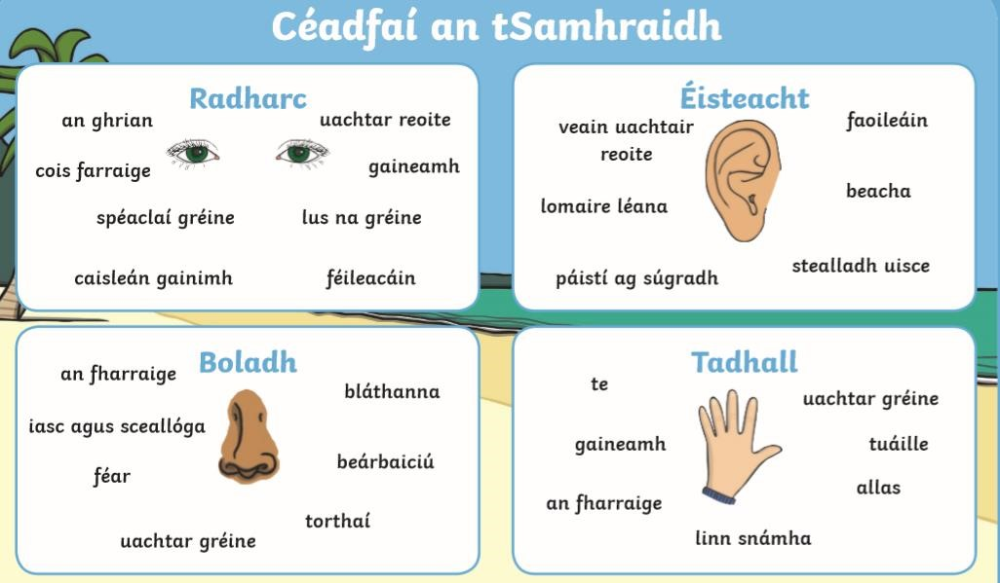 Céadfaí an tSamhraidh
Radharc
an ghrian
uachtar reoite
cois farraige
gaineamh
spéaclaí gréine
lus na gréine
caisleán gainimh
féileacáin
Éisteacht
veain uachtair
reoite
faoileáin
lomaire léana
beacha
páistí ag súgradh
stealladh uisce
Boladh
an fharraige
bláthanna
iasc agus sceallóga
beárbaiciú
féar
torthaí
uachtar gréine
Tadhall
te
uachtar gréine
gaineamh
tuáille
allas
an fharraige
linn snámha